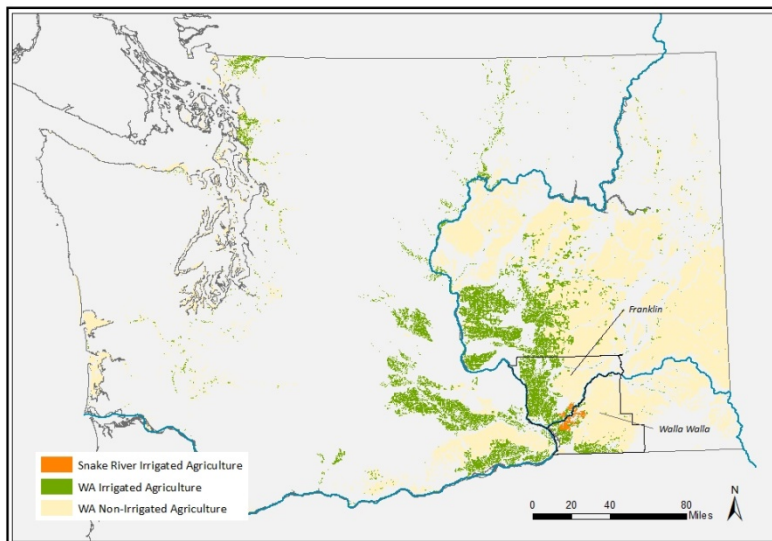 Franklin
Walla Walla
Snake River Irrigated Agriculture
WA Irrigated Agriculture
WA Non-Irrigated Agriculture
0 20 40 80
Miles
N